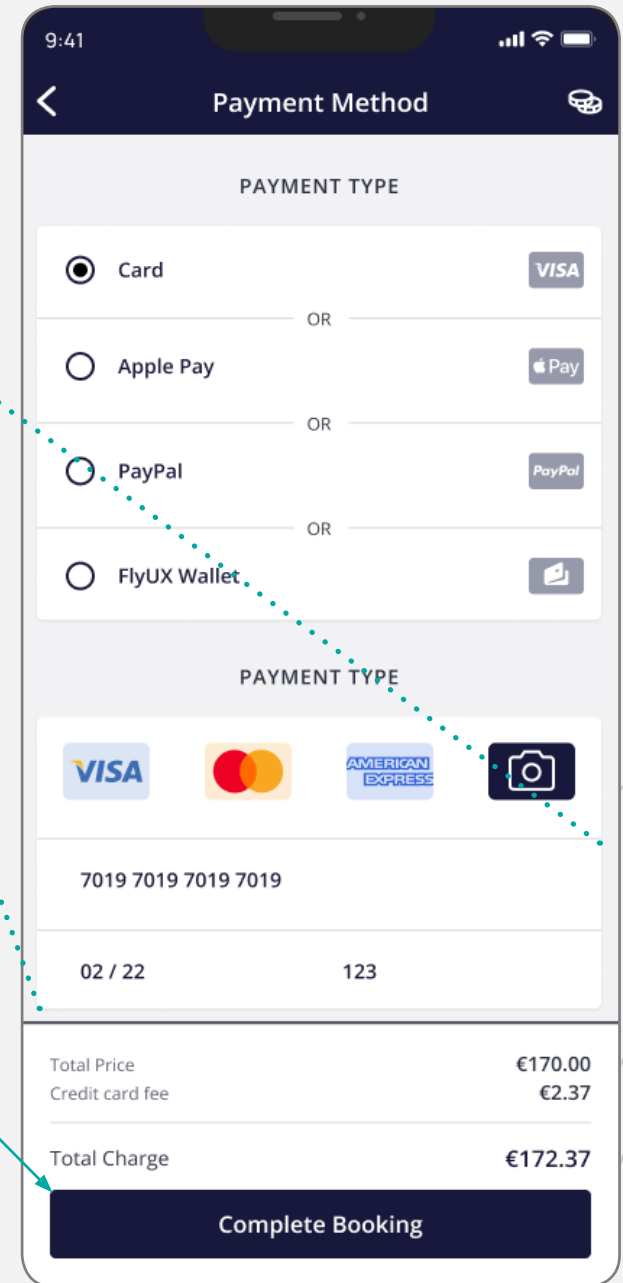 9:41
Payment Method
PAYMENT TYPE
Card VISA
OR
Apple Pay Pay
OR
PayPal PayPal
OR
FlyUX Wallet
PAYMENT TYPE
VISA AMERICAN EXPRESS
7019 7019 7019 7019
02 / 22 123
Total Price €170.00
Credit card fee €2.37
Total Charge €172.37
Complete Booking